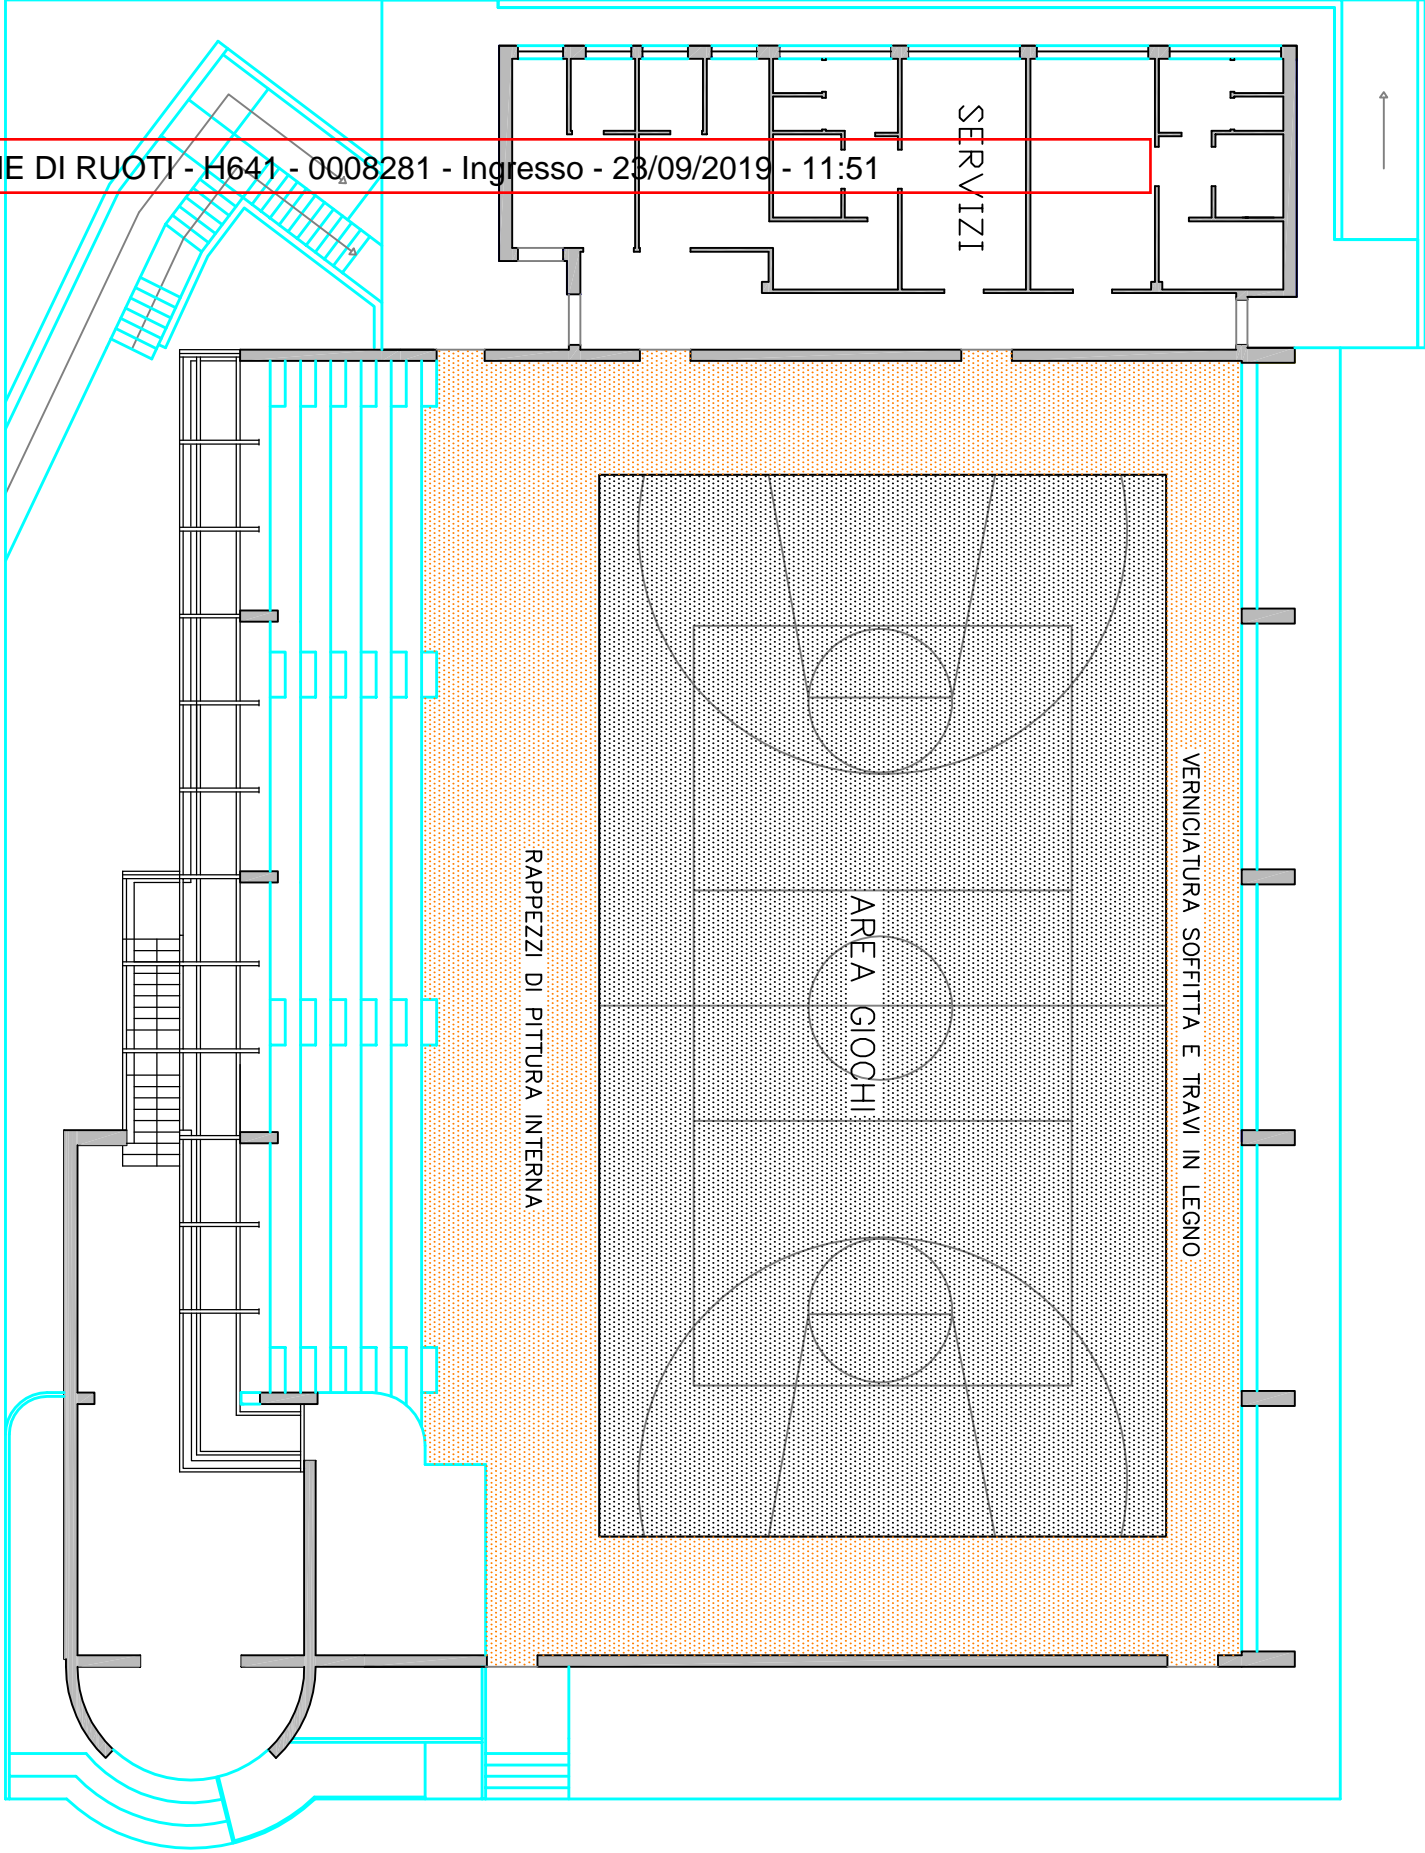 E DI RUOTI - H641 - 0008281 - Ingresso - 23/09/2019 - 11:51
SERVIZI
VERNICIATURA SOFFITTA E TRAVI IN LEGNO
AREA GIOCHI
RAPPEZZI DI PITTURA INTERNA